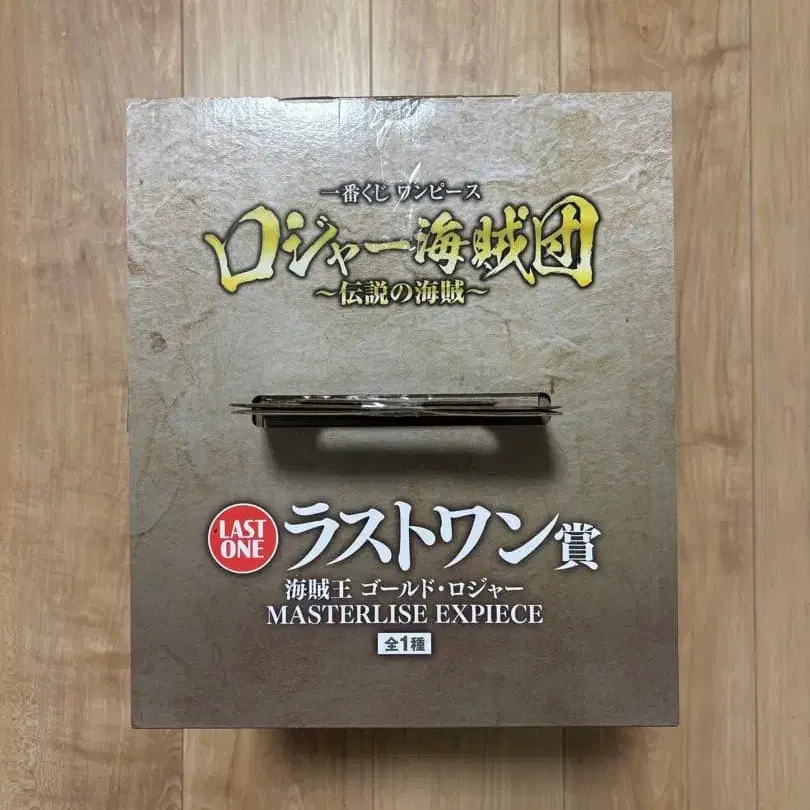 一番くじ ワンピース
ロジャー海賊団
～伝説の海賊～
LAST
ONE
ラストワン賞
海賊王 ゴールド・ロジャー
MASTERLISE EXPIECE
全1種